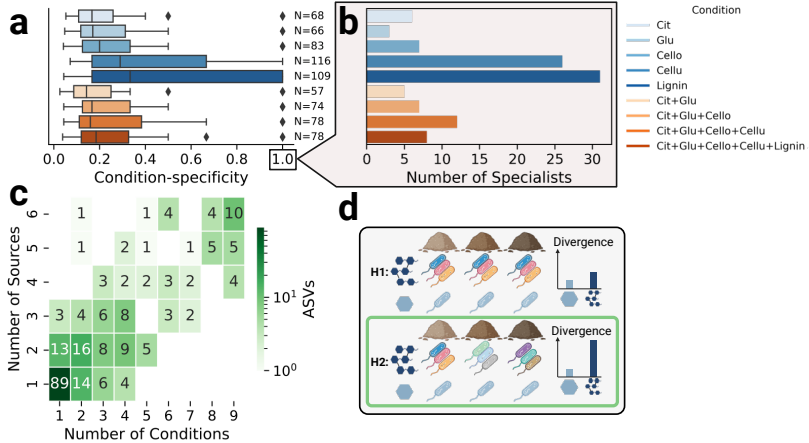 a
N=68
N=66
N=83
N=116
N=109
N=57
N=74
N=78
N=78
0.0 0.2 0.4 0.6 0.8 1.0
Condition-specificity
b
0 5 10 15 20 25 30
Number of Specialists
Condition
Cit
Glu
Cello
Cellu
Lignin
Cit+Glu
Cit+Glu+Cello
Cit+Glu+Cello+Cellu
Cit+Glu+Cello+Cellu+Lignin
c
Number of Sources
6 1 1 4 4 10
5 1 2 1 1 5 5
4 3 2 2 3 2 4
3 3 4 6 8 3 2
2 13 16 8 9 5
1 89 14 6 4
1 2 3 4 5 6 7 8 9
Number of Conditions
10¹
10⁰
ASVs
d
Divergence
H1:
Divergence
H2: